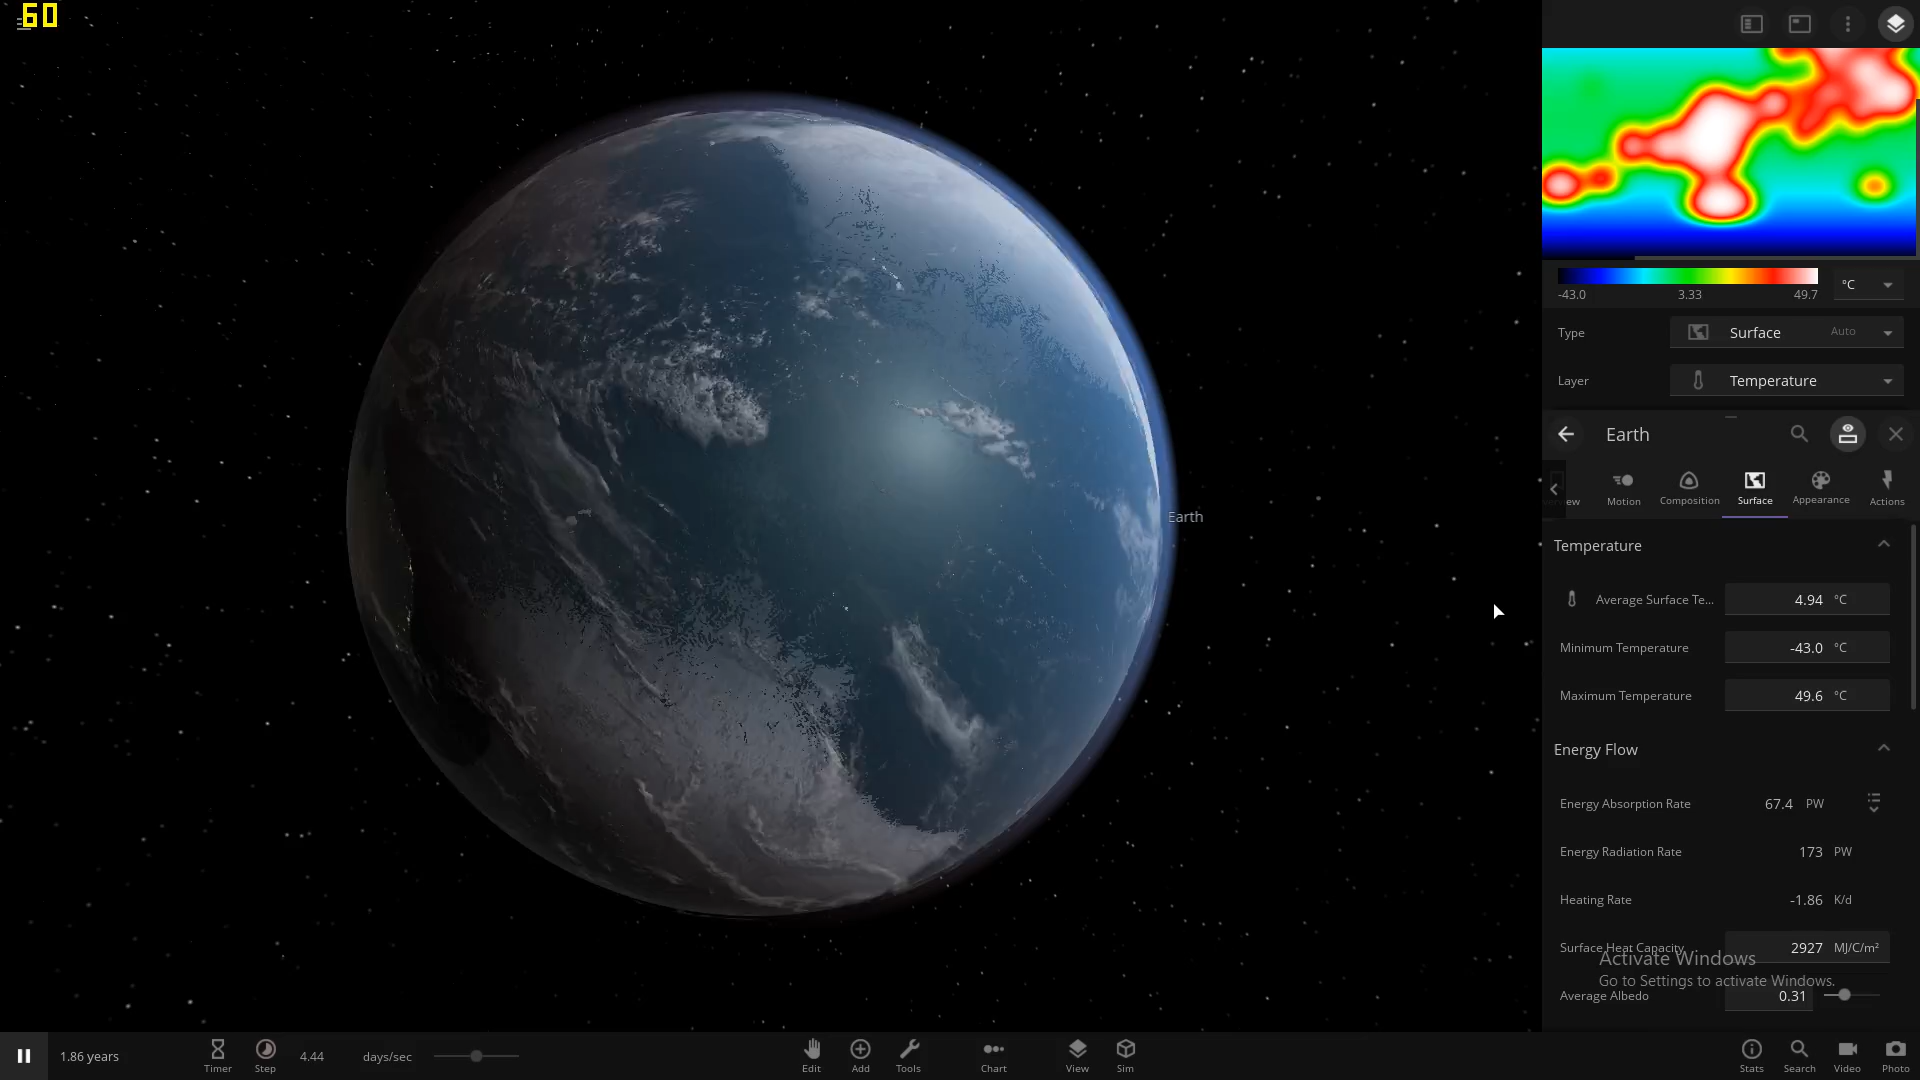 60
-43.0 3.33 49.7 °C
Type Surface Auto
Layer Temperature
Earth
Motion Composition Surface Appearance Actions
Earth
Temperature
Average Surface Te... 4.94 °C
Minimum Temperature -43.0 °C
Maximum Temperature 49.6 °C
Energy Flow
Energy Absorption Rate 67.4 PW
Energy Radiation Rate 173 PW
Heating Rate -1.86 K/d
Surface Heat Capacity 2927 MJ/C/m²
Activate Windows
Go to Settings to activate Windows.
Average Albedo 0.31
1.86 years Timer Step 4.44 days/sec Edit Add Tools Chart View Sim Stats Search Video Photo